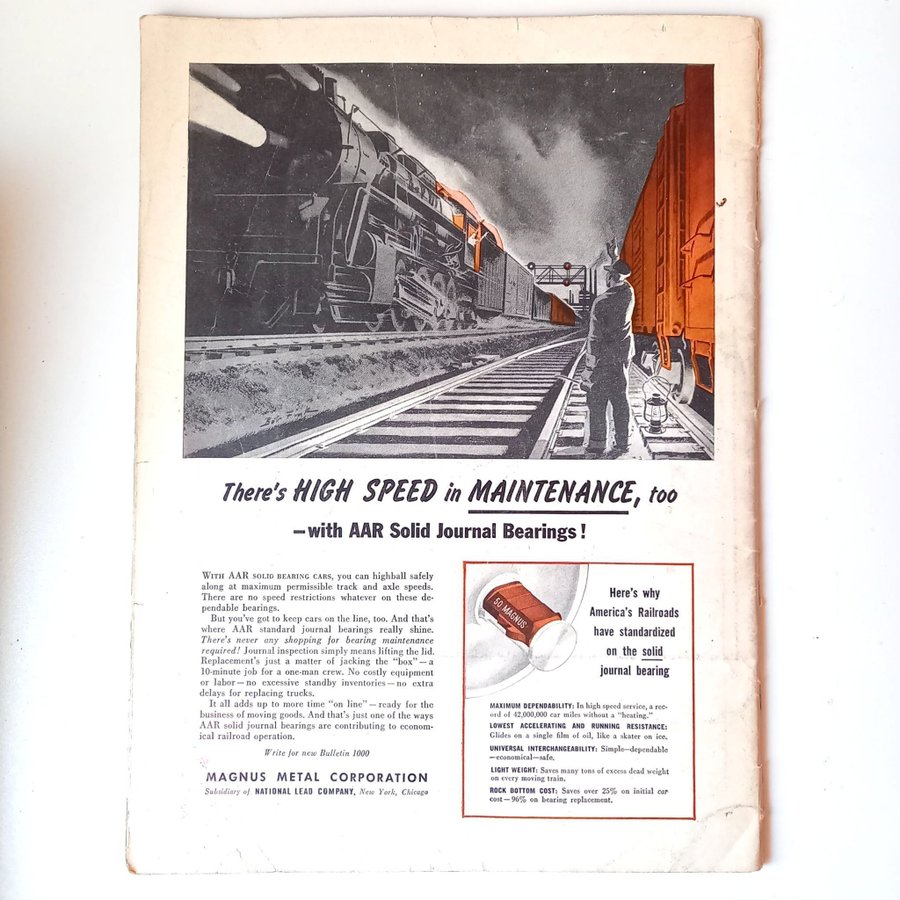 There's HIGH SPEED in MAINTENANCE, too
—with AAR Solid Journal Bearings!
WITH AAR SOLID BEARING CARS, you can highball safely
along at maximum permissible track and axle speeds.
There are no speed restrictions whatever on these de-
pendable bearings.
But you've got to keep cars on the line, too. And that's
where AAR standard journal bearings really shine.
There's never any shopping for bearing maintenance
required! Journal inspection simply means lifting the lid.
Replacement's just a matter of jacking the "box"—a
10-minute job for a one-man crew. No costly equipment
or labor—no excessive standby inventories—no extra
delays for replacing trucks.
It all adds up to more time "on line"—ready for the
business of moving goods. And that's just one of the ways
AAR solid journal bearings are contributing to econom-
ical railroad operation.
Write for new Bulletin 1000
MAGNUS METAL CORPORATION
Subsidiary of NATIONAL LEAD COMPANY, New York, Chicago
50 MAGNUS
Here's why
America's Railroads
have standardized
on the solid
journal bearing
MAXIMUM DEPENDABILITY: In high speed service, a rec-
ord of 42,000,000 car miles without a "heating."
LOWEST ACCELERATING AND RUNNING RESISTANCE:
Glides on a single film of oil, like a skater on ice.
UNIVERSAL INTERCHANGEABILITY: Simple—dependable
—economical—safe.
LIGHT WEIGHT: Saves many tons of excess dead weight
on every moving train.
ROCK BOTTOM COST: Saves over 25% on initial car
cost—96% on bearing replacement.